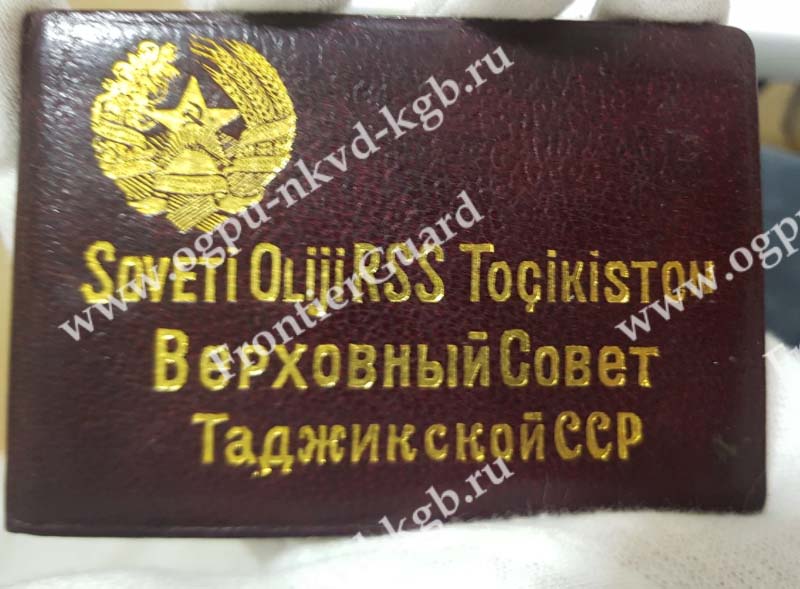 Soveti Oliji RSS Toçikiston
Верховный Совет
Таджикской ССР
www.ogpu-nkvd-kgb.ru
FrontierGuard